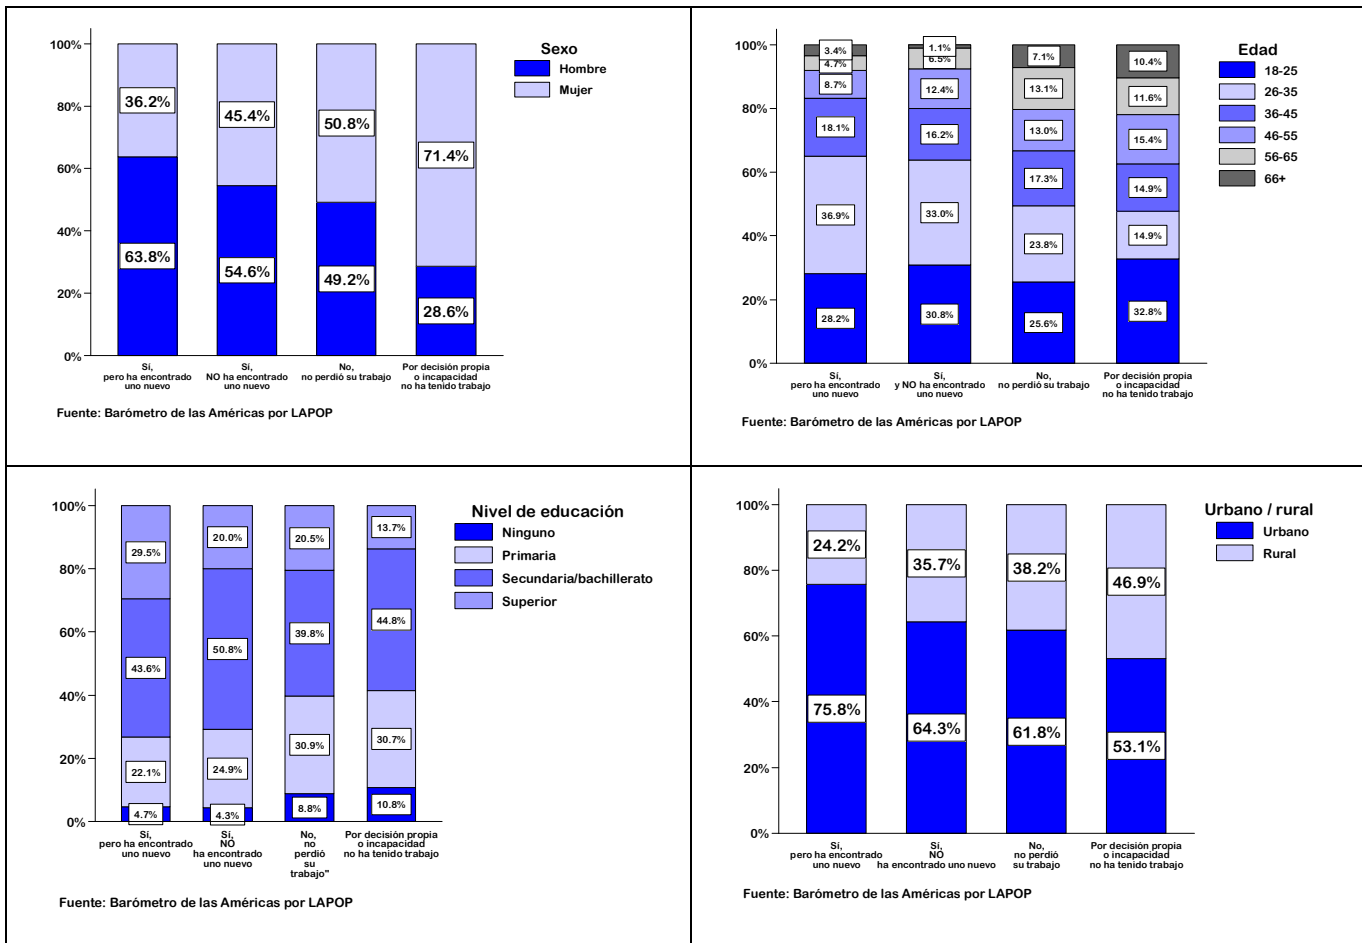 Sexo
Hombre
Mujer
100%
80%
60%
40%
20%
0%
36.2%
45.4%
50.8%
71.4%
63.8%
54.6%
49.2%
28.6%
Sí,
pero ha encontrado
uno nuevo
Sí,
NO ha encontrado
uno nuevo
No,
no perdió su trabajo
Por decisión propia
o incapacidad
no ha tenido trabajo
Fuente: Barómetro de las Américas por LAPOP
Edad
18-25
26-35
36-45
46-55
56-65
66+
100%
80%
60%
40%
20%
0%
3.4%
4.7%
8.7%
18.1%
36.9%
28.2%
1.1%
6.5%
12.4%
16.2%
33.0%
30.8%
7.1%
13.1%
13.0%
17.3%
23.8%
25.6%
10.4%
11.6%
15.4%
14.9%
14.9%
32.8%
Sí,
pero ha encontrado
uno nuevo
Sí,
y NO ha encontrado
uno nuevo
No,
no perdió su trabajo
Por decisión propia
o incapacidad
no ha tenido trabajo
Fuente: Barómetro de las Américas por LAPOP
Nivel de educación
Ninguno
Primaria
Secundaria/bachillerato
Superior
100%
80%
60%
40%
20%
0%
29.5%
43.6%
22.1%
4.7%
20.0%
50.8%
24.9%
4.3%
20.5%
39.8%
30.9%
8.8%
13.7%
44.8%
30.7%
10.8%
Sí,
pero ha encontrado
uno nuevo
Sí,
NO
ha encontrado
uno nuevo
No,
no
perdió
su
trabajo"
Por decisión propia
o incapacidad
no ha tenido trabajo
Fuente: Barómetro de las Américas por LAPOP
Urbano / rural
Urbano
Rural
100%
80%
60%
40%
20%
0%
24.2%
35.7%
38.2%
46.9%
75.8%
64.3%
61.8%
53.1%
Sí,
pero ha encontrado
uno nuevo
Sí,
NO
ha encontrado uno nuevo
No,
no perdió
su trabajo
Por decisión propia
o incapacidad
no ha tenido trabajo
Fuente: Barómetro de las Américas por LAPOP